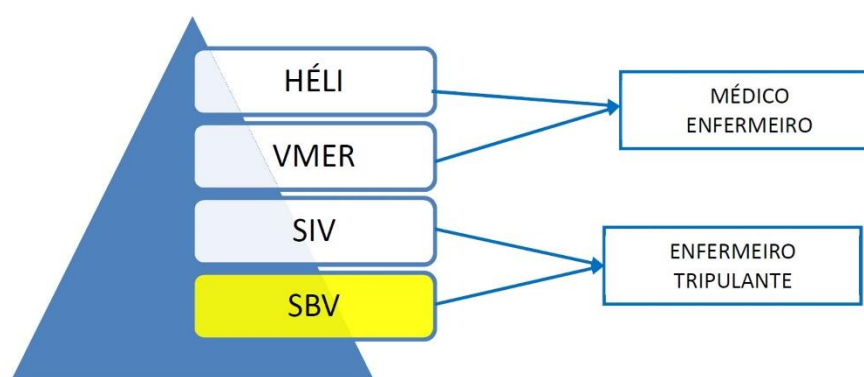 HÉLI
VMER
SIV
SBV
MÉDICO
ENFERMEIRO
ENFERMEIRO
TRIPULANTE